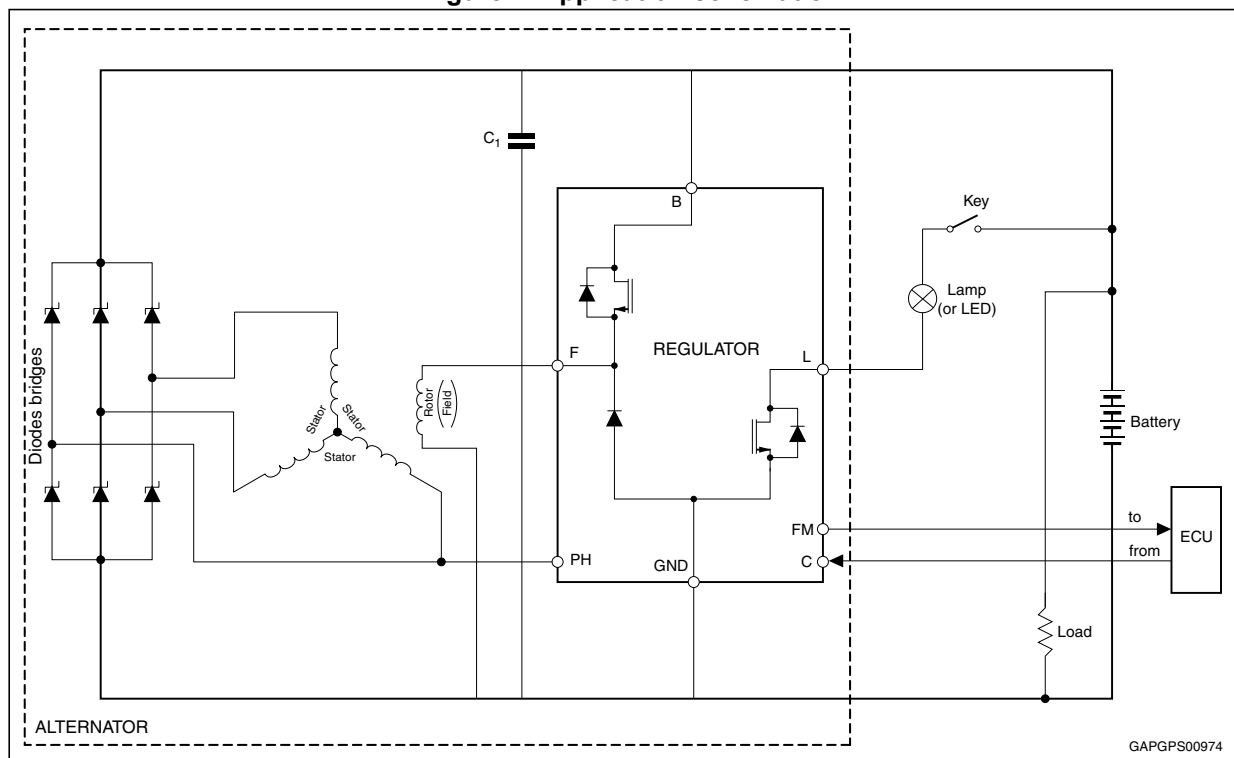 C₁
B
Key
Lamp
(or LED)
REGULATOR
F
L
Diodes bridges
Stator
Stator
Stator
Rotor
(Field)
Battery
FM
to
ECU
from
C
PH
GND
Load
ALTERNATOR
GAPGPS00974